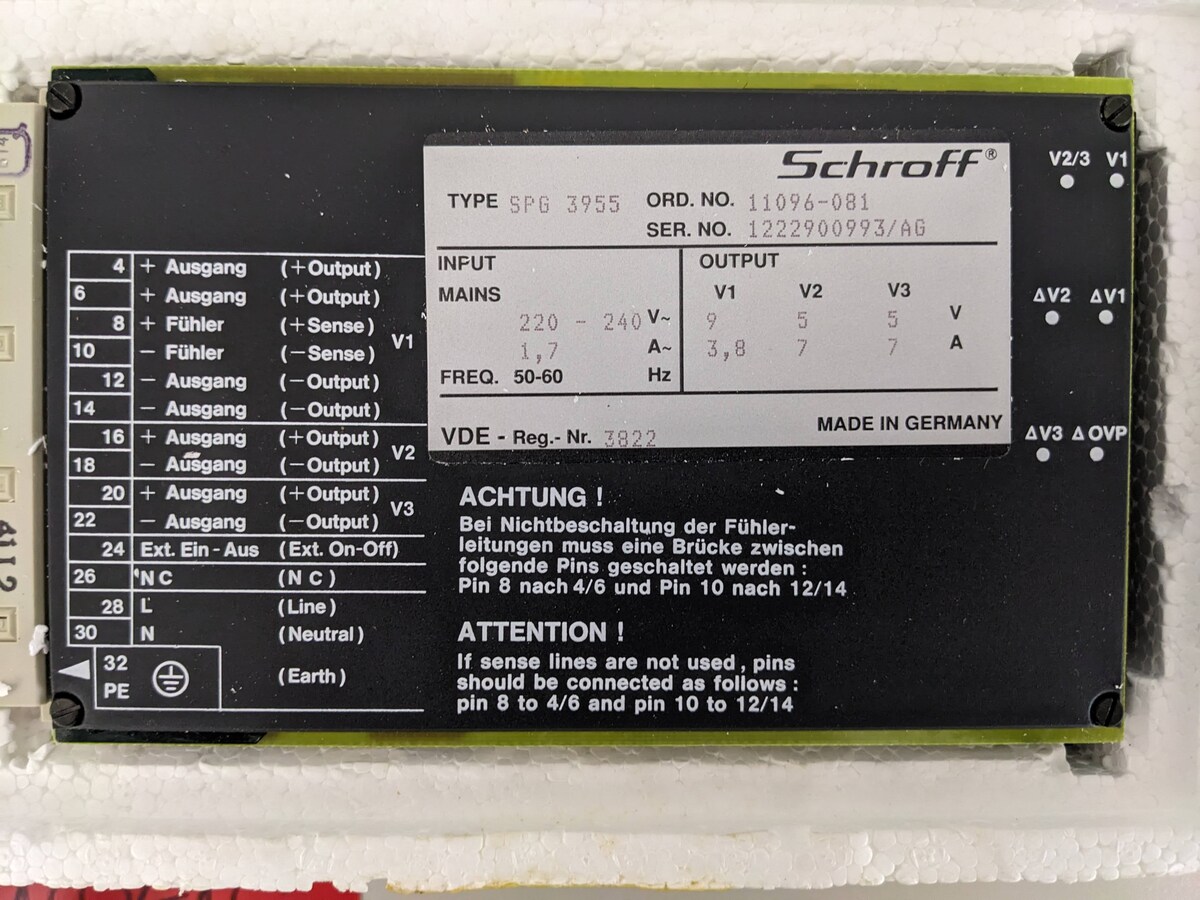 Schroff®
TYPE SPG 3955 ORD. NO. 11096-081
SER. NO. 1222900993/AG
INPUT
MAINS
220 - 240 V~
1,7 A~
FREQ. 50-60 Hz
OUTPUT
V1 V2 V3
9 5 5 V
3,8 7 7 A
VDE - Reg.- Nr. 3822
MADE IN GERMANY
V2/3 V1
ΔV2 ΔV1
ΔV3 ΔOVP
4 + Ausgang (+Output)
6 + Ausgang (+Output)
8 + Fühler (+Sense)
V1
10 − Fühler (−Sense)
12 − Ausgang (−Output)
14 − Ausgang (−Output)
16 + Ausgang (+Output)
V2
18 − Ausgang (−Output)
20 + Ausgang (+Output)
V3
22 − Ausgang (−Output)
24 Ext. Ein - Aus (Ext. On-Off)
26 NC (NC)
28 L (Line)
30 N (Neutral)
32
PE (Earth)
ACHTUNG !
Bei Nichtbeschaltung der Fühler-
leitungen muss eine Brücke zwischen
folgende Pins geschaltet werden :
Pin 8 nach 4/6 und Pin 10 nach 12/14
ATTENTION !
If sense lines are not used , pins
should be connected as follows :
pin 8 to 4/6 and pin 10 to 12/14